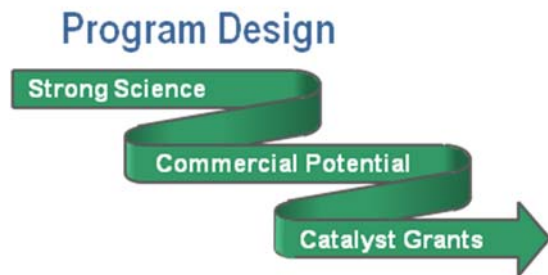 Program Design
Strong Science
Commercial Potential
Catalyst Grants